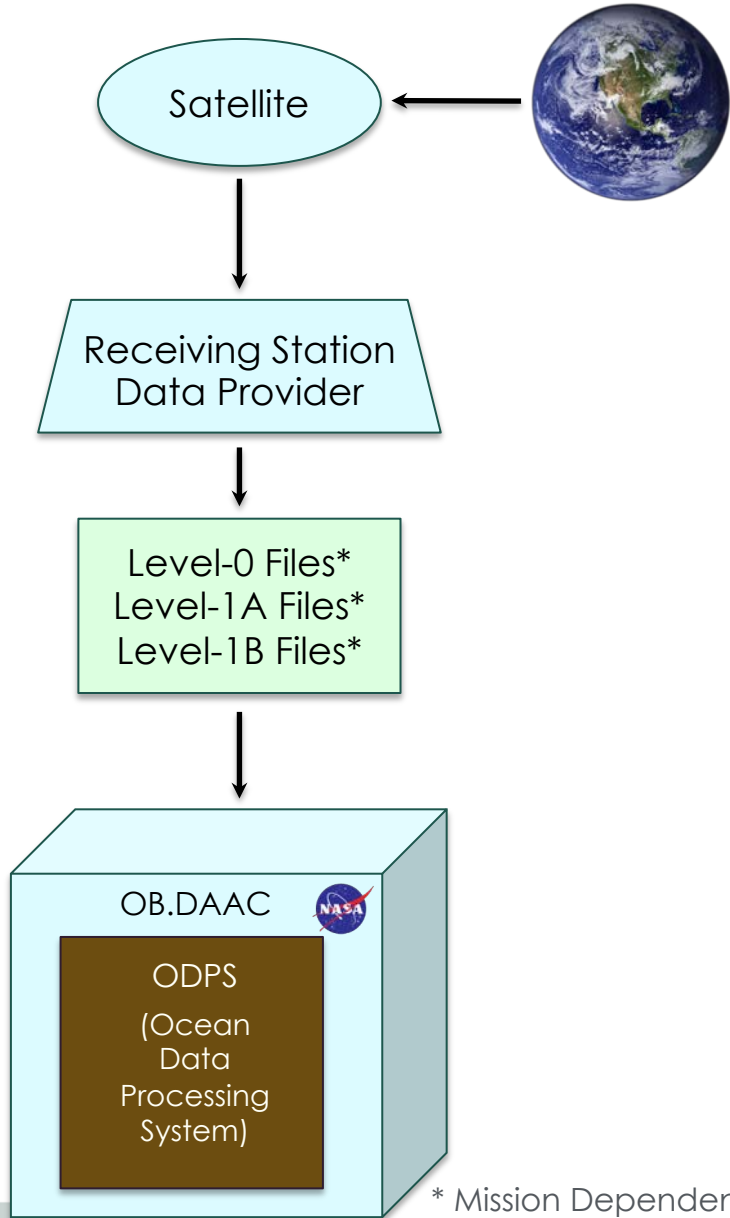 Satellite
Receiving Station
Data Provider
Level-0 Files*
Level-1A Files*
Level-1B Files*
OB.DAAC
NASA
ODPS
(Ocean
Data
Processing
System)
* Mission